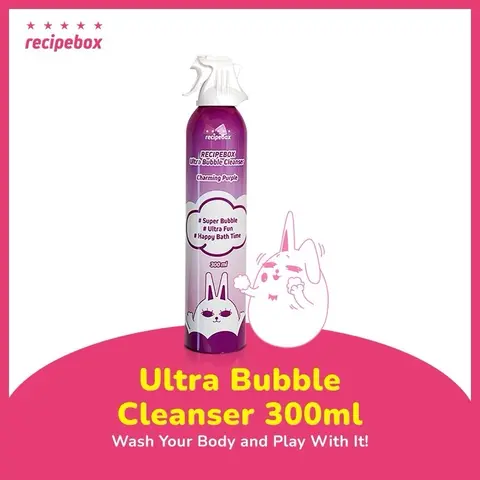 recipebox
recipebox
RECIPEBOX
Ultra Bubble Cleanser
Charming Purple
# Super Bubble
# Ultra Fun
# Happy Bath Time
300 ml
Ultra Bubble
Cleanser 300ml
Wash Your Body and Play With It!